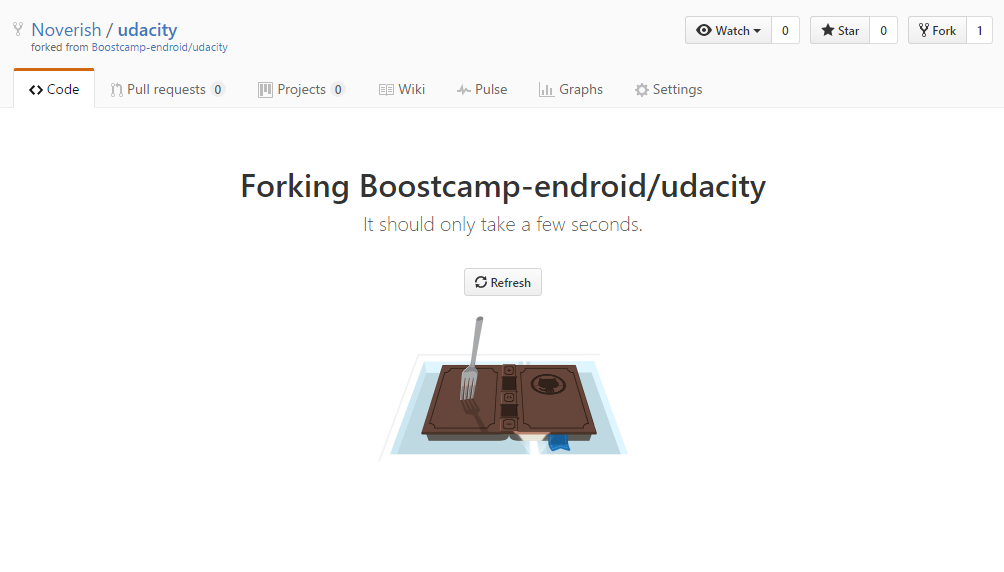 Noverish / udacity
forked from Boostcamp-endroid/udacity
Watch 0 Star 0 Fork 1
Code Pull requests 0 Projects 0 Wiki Pulse Graphs Settings
Forking Boostcamp-endroid/udacity
It should only take a few seconds.
Refresh